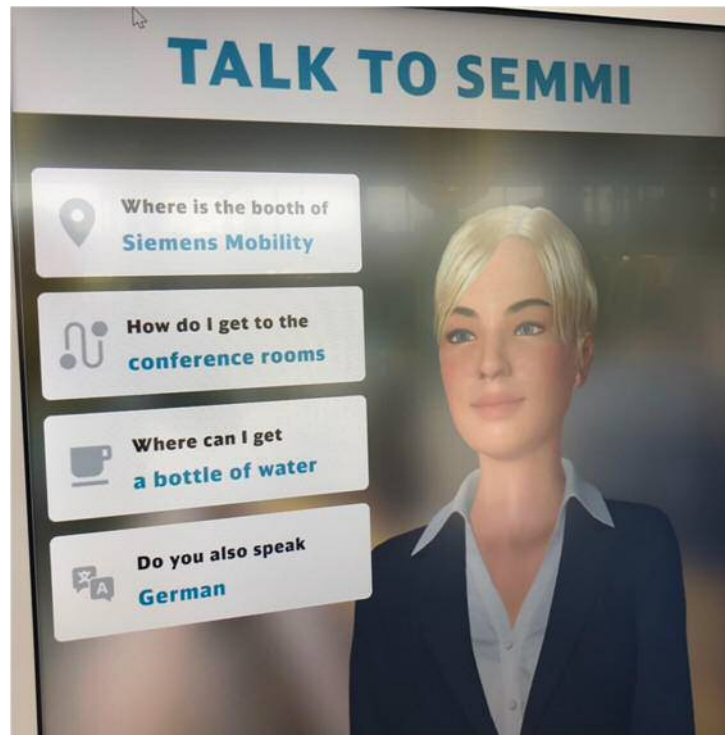 TALK TO SEMMI
Where is the booth of
Siemens Mobility
How do I get to the
conference rooms
Where can I get
a bottle of water
Do you also speak
German
文
A